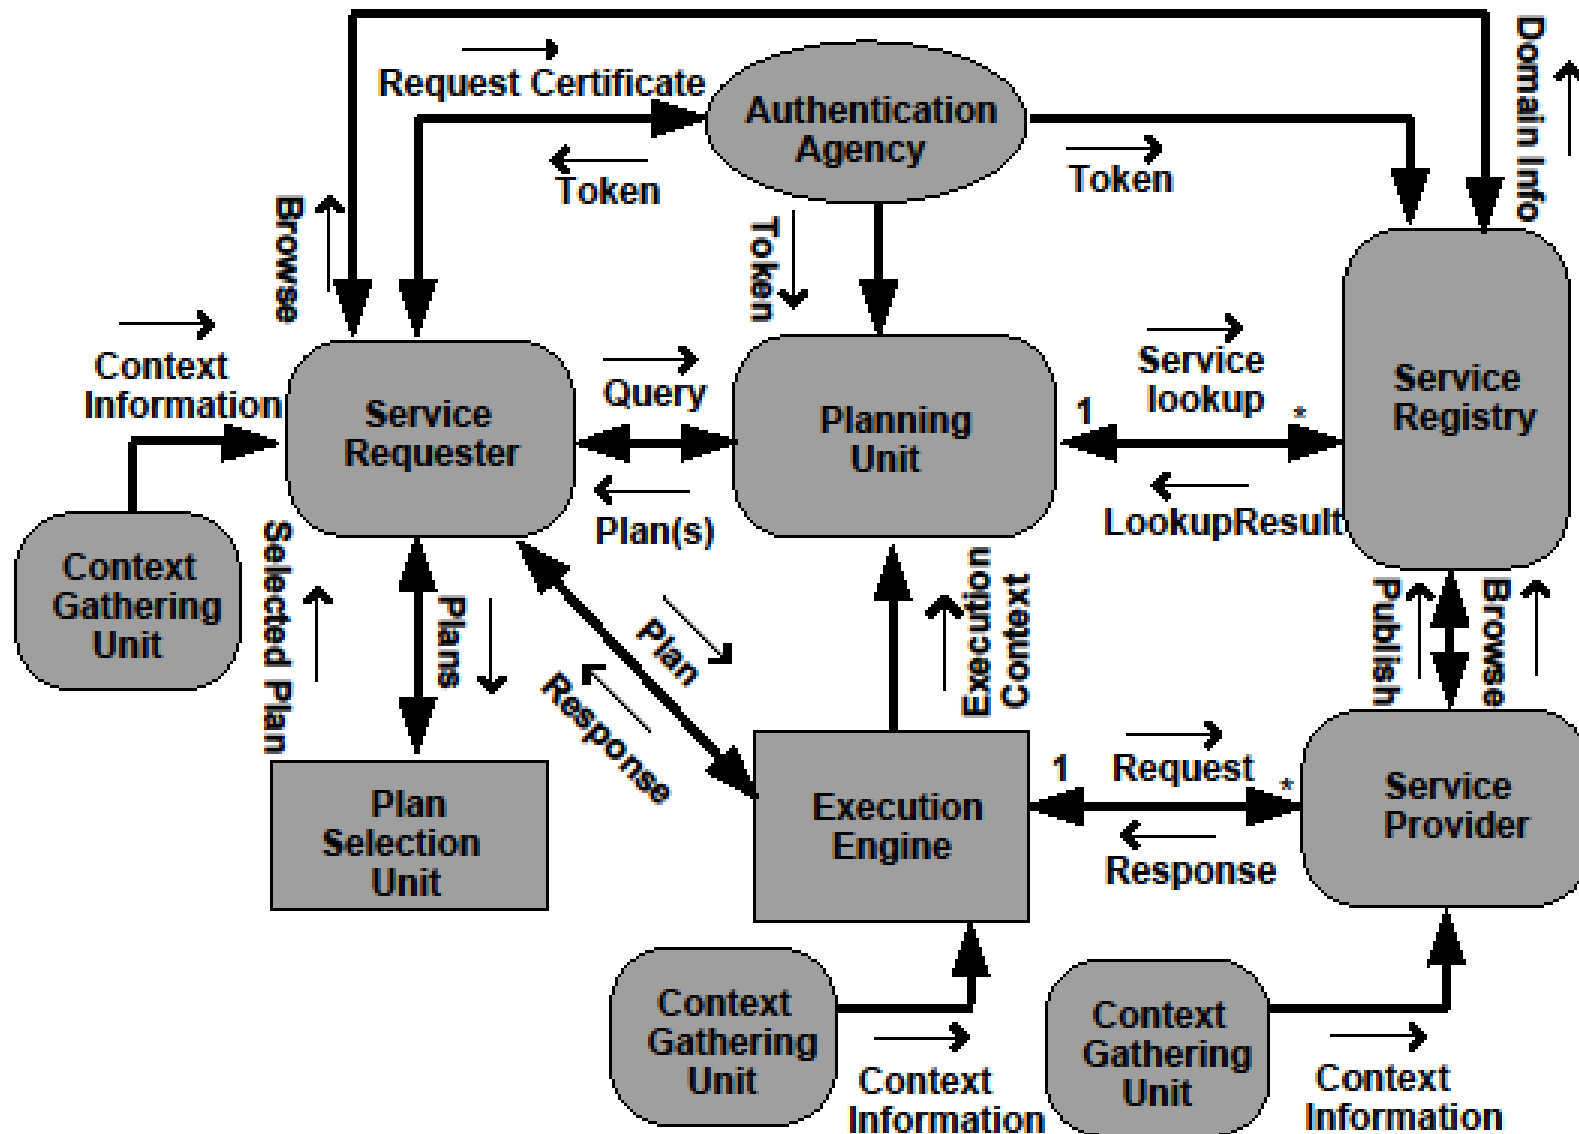 Request Certificate
Authentication
Agency
Token
Token
Domain Info
Browse
Token
Context
Information
Service
Requester
Query
Plan(s)
Planning
Unit
1
Service
lookup
*
LookupResult
Service
Registry
Context
Gathering
Unit
Selected Plan
Plans
Plan
Response
Execution
Context
Publish
Browse
Plan
Selection
Unit
Execution
Engine
1
Request
*
Response
Service
Provider
Context
Gathering
Unit
Context
Information
Context
Gathering
Unit
Context
Information